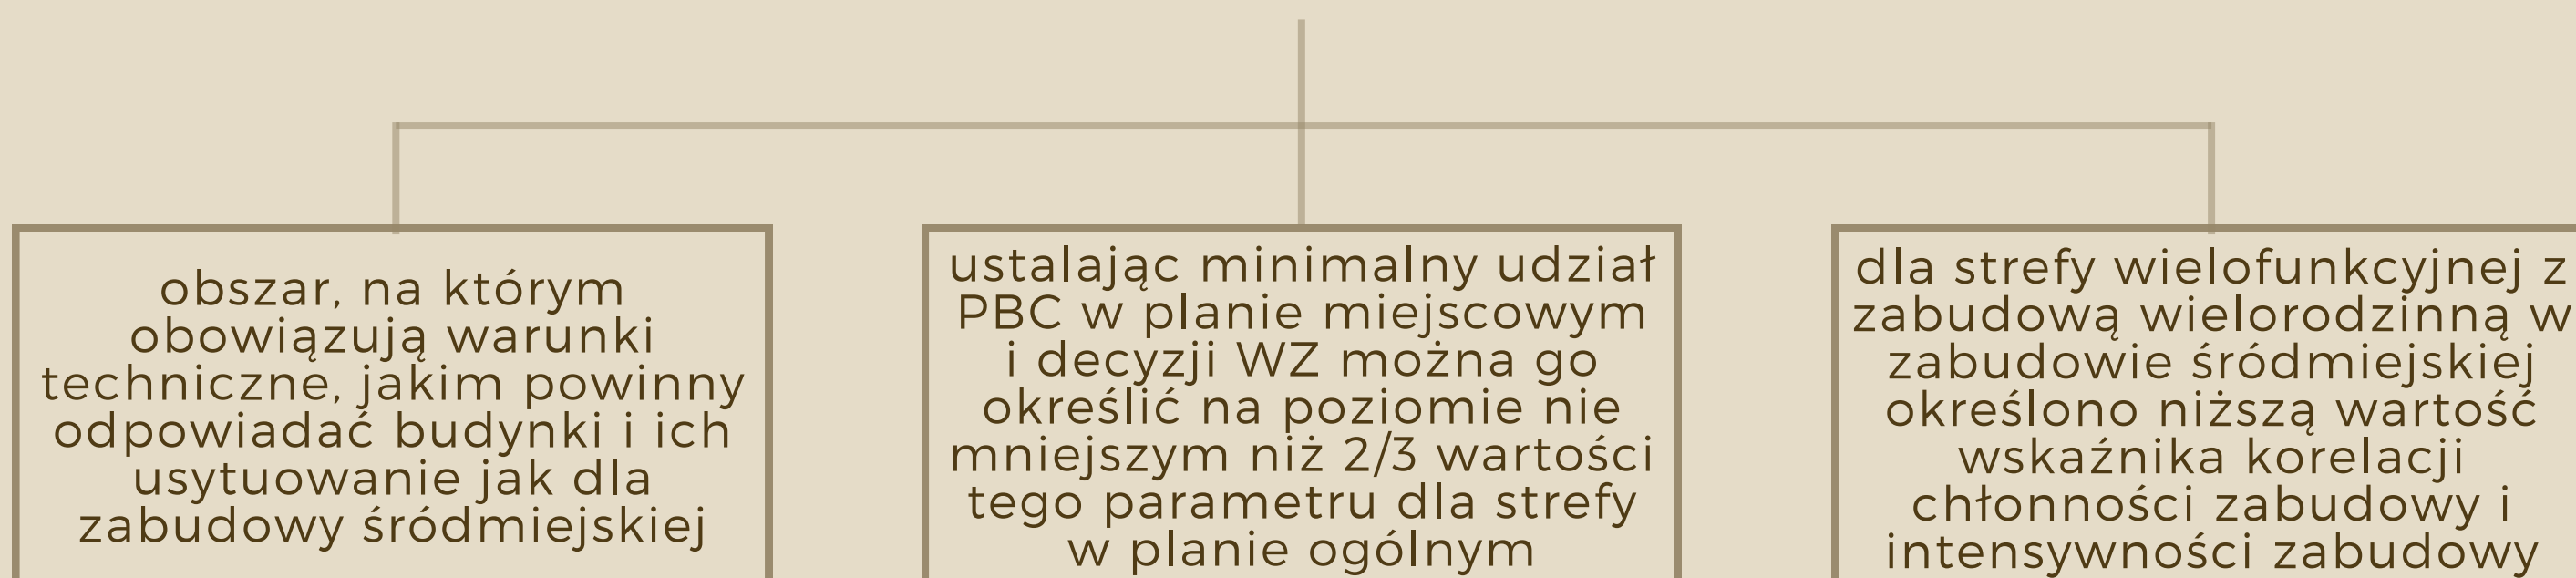 obszar, na którym
obowiązują warunki
techniczne, jakim powinny
odpowiadać budynki i ich
usytuowanie jak dla
zabudowy śródmiejskiej
ustalając minimalny udział
PBC w planie miejscowym
i decyzji WZ można go
określić na poziomie nie
mniejszym niż 2/3 wartości
tego parametru dla strefy
w planie ogólnym
dla strefy wielofunkcyjnej z
zabudową wielorodzinną w
zabudowie śródmiejskiej
określono niższą wartość
wskaźnika korelacji
chłonności zabudowy i
intensywności zabudowy